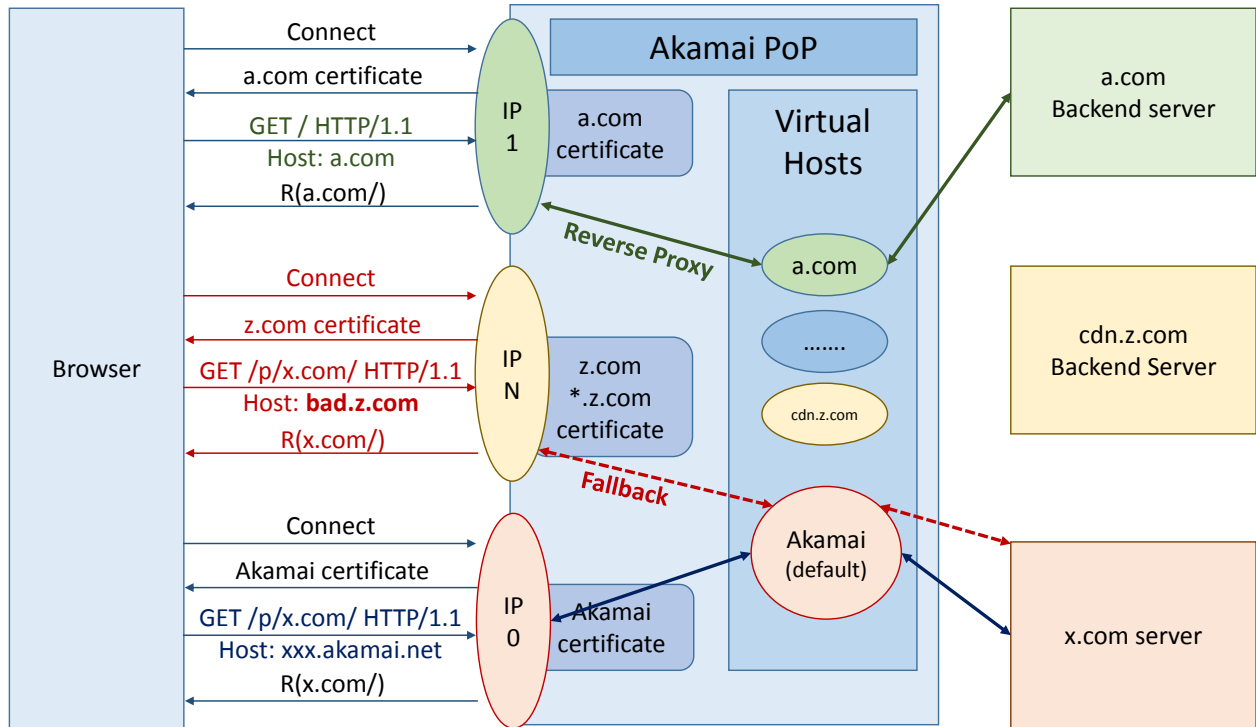 Browser
Connect
a.com certificate
GET / HTTP/1.1
Host: a.com
R(a.com/)
Connect
z.com certificate
GET /p/x.com/ HTTP/1.1
Host: bad.z.com
R(x.com/)
Connect
Akamai certificate
GET /p/x.com/ HTTP/1.1
Host: xxx.akamai.net
R(x.com/)
IP
1
IP
N
IP
0
Akamai PoP
a.com
certificate
z.com
*.z.com
certificate
Akamai
certificate
Reverse Proxy
Fallback
Virtual
Hosts
a.com
.......
cdn.z.com
Akamai
(default)
a.com
Backend server
cdn.z.com
Backend Server
x.com server